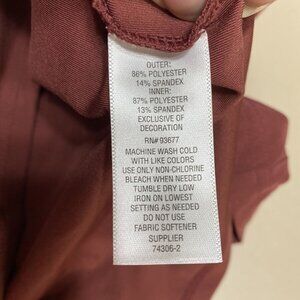 OUTER:
86% POLYESTER
14% SPANDEX
INNER:
87% POLYESTER
13% SPANDEX
EXCLUSIVE OF
DECORATION
RN# 93677
MACHINE WASH COLD
WITH LIKE COLORS
USE ONLY NON-CHLORINE
BLEACH WHEN NEEDED
TUMBLE DRY LOW
IRON ON LOWEST
SETTING AS NEEDED
DO NOT USE
FABRIC SOFTENER
SUPPLIER
74306-2